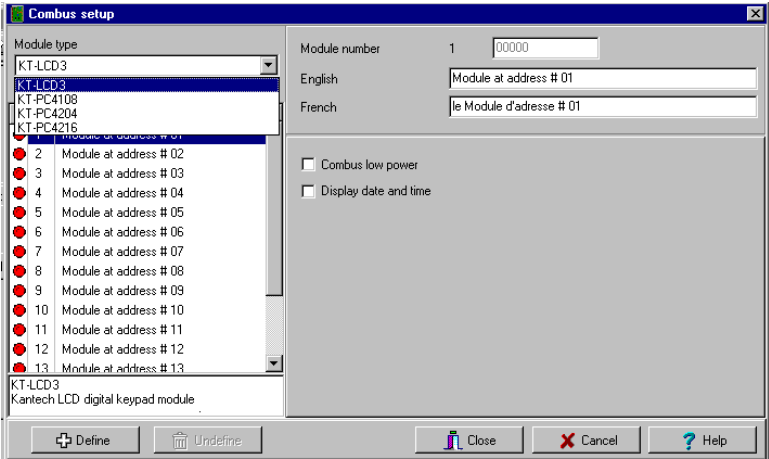 Combus setup
Module type
KT-LCD3
KT-LCD3
KT-PC4108
KT-PC4204
KT-PC4216
1 Module at address # 01
2 Module at address # 02
3 Module at address # 03
4 Module at address # 04
5 Module at address # 05
6 Module at address # 06
7 Module at address # 07
8 Module at address # 08
9 Module at address # 09
10 Module at address # 10
11 Module at address # 11
12 Module at address # 12
13 Module at address # 13
KT-LCD3
Kantech LCD digital keypad module
Module number 1 00000
English Module at address # 01
French le Module d'adresse # 01
Combus low power
Display date and time
Define
Undefine
Close
Cancel
Help